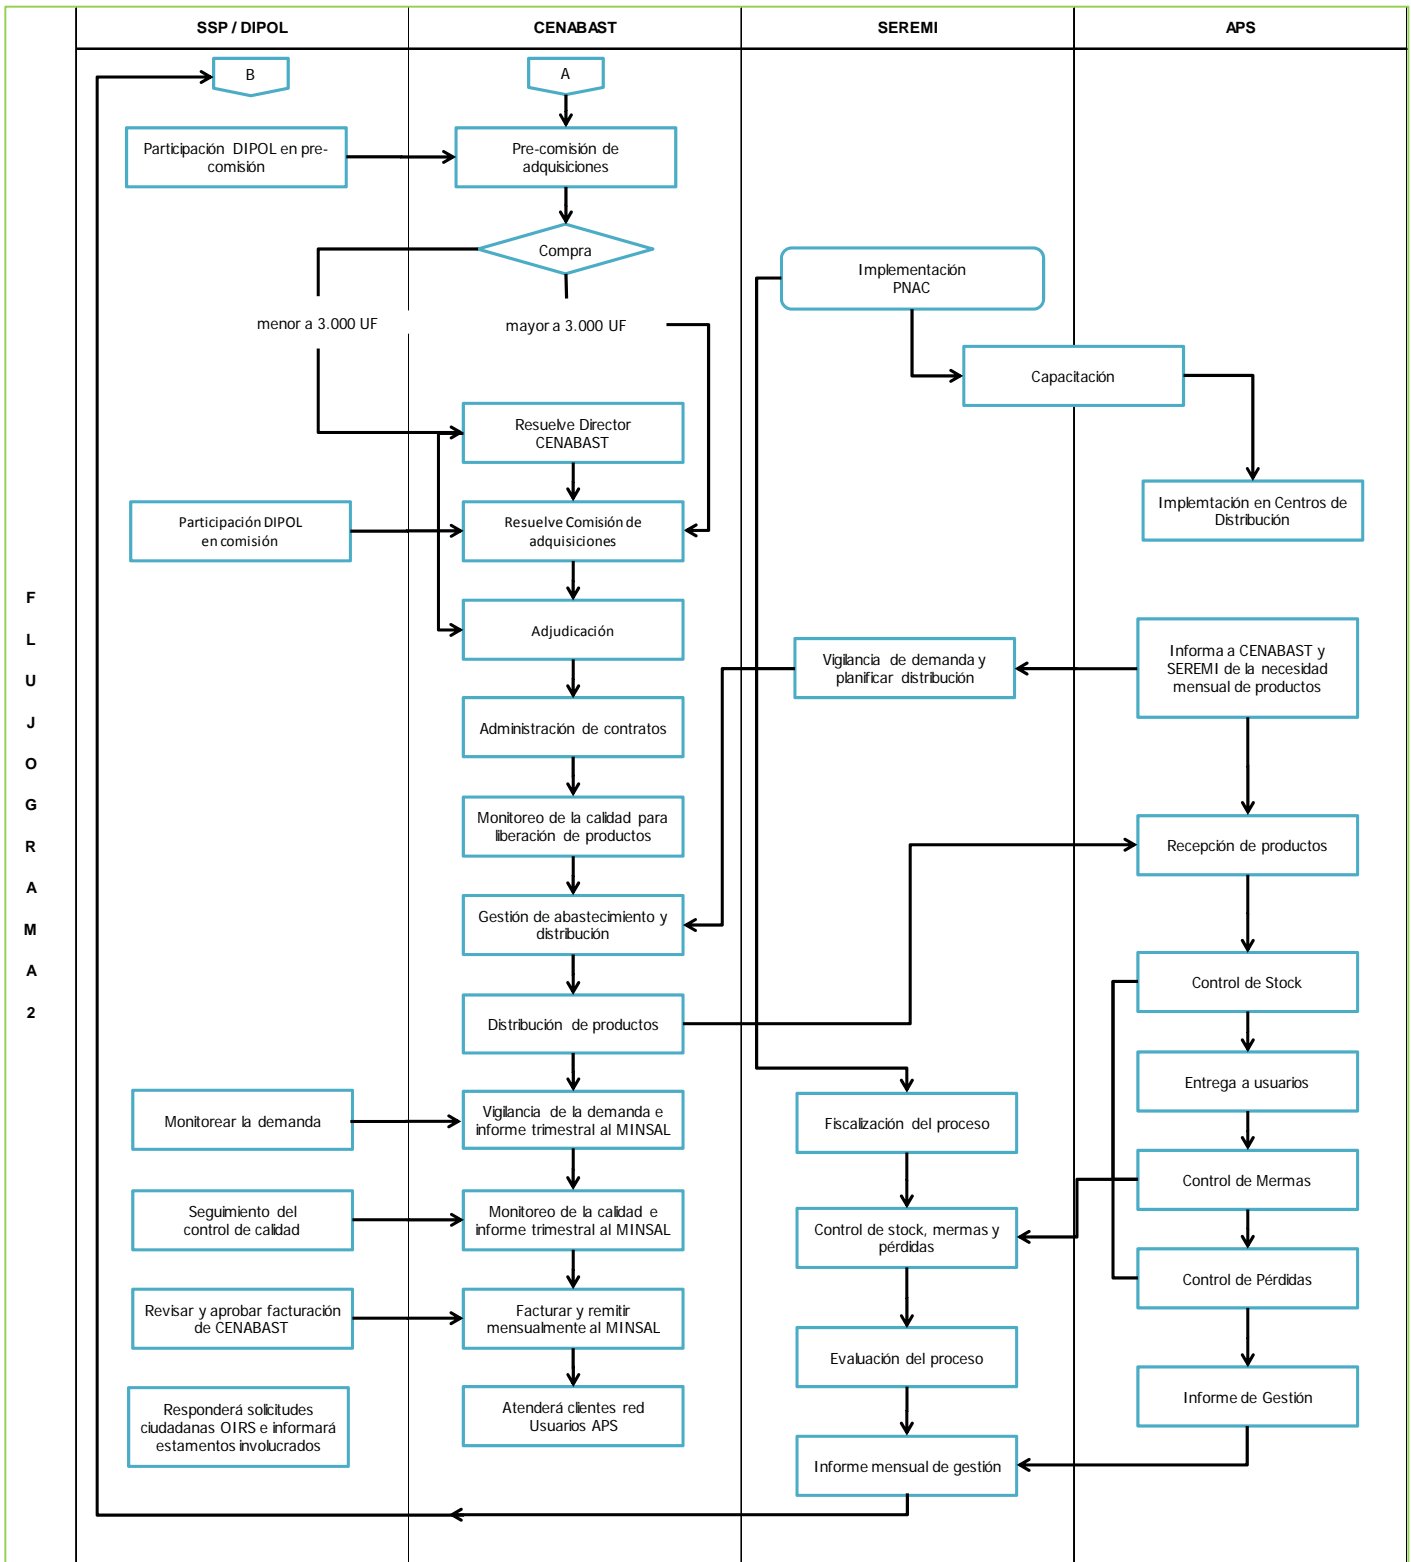 SSP / DIPOL
CENABAST
SEREMI
APS
B
A
Participación DIPOL en pre-
comisión
Pre-comisión de
adquisiciones
Compra
Implementación
PNAC
menor a 3.000 UF
mayor a 3.000 UF
Capacitación
Resuelve Director
CENABAST
Implemtación en Centros de
Distribución
Participación DIPOL
en comisión
Resuelve Comisión de
adquisiciones
F
L
U
J
O
G
R
A
M
A
2
Adjudicación
Vigilancia de demanda y
planificar distribución
Informa a CENABAST y
SEREMI de la necesidad
mensual de productos
Administración de contratos
Monitoreo de la calidad para
liberación de productos
Recepción de productos
Gestión de abastecimiento y
distribución
Control de Stock
Distribución de productos
Entrega a usuarios
Monitorear la demanda
Vigilancia de la demanda e
informe trimestral al MINSAL
Fiscalización del proceso
Control de Mermas
Seguimiento del
control de calidad
Monitoreo de la calidad e
informe trimestral al MINSAL
Control de stock, mermas y
pérdidas
Control de Pérdidas
Revisar y aprobar facturación
de CENABAST
Facturar y remitir
mensualmente al MINSAL
Evaluación del proceso
Informe de Gestión
Responderá solicitudes
ciudadanas OIRS e informará
estamentos involucrados
Atenderá clientes red
Usuarios APS
Informe mensual de gestión